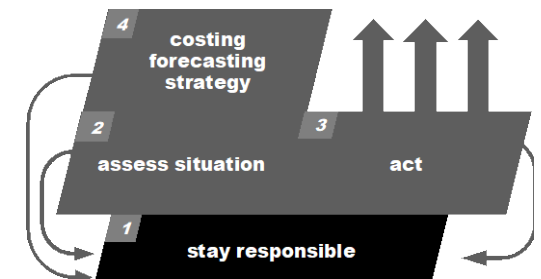 4
costing
forecasting
strategy
2
3
assess situation
act
1
stay responsible